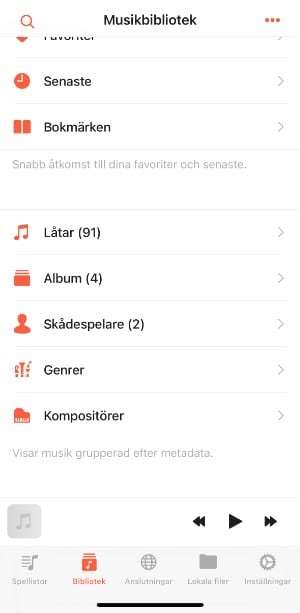 Musikbibliotek
Favoriter
Senaste
Bokmärken
Snabb åtkomst till dina favoriter och senaste.
Låtar (91)
Album (4)
Skådespelare (2)
Genrer
Kompositörer
Visar musik grupperad efter metadata.
Spellistor
Bibliotek
Anslutningar
Lokala filer
Inställningar